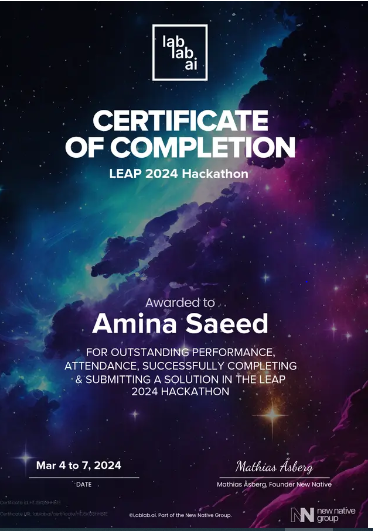 lab
lab
ai
CERTIFICATE
OF COMPLETION
LEAP 2024 Hackathon
Awarded to
Amina Saeed
FOR OUTSTANDING PERFORMANCE,
ATTENDANCE, SUCCESSFULLY COMPLETING
& SUBMITTING A SOLUTION IN THE LEAP
2024 HACKATHON
Mar 4 to 7, 2024
DATE
Mathias Åsberg
Mathias Åsberg, Founder New Native
©Lablab.ai. Part of the New Native Group.
NN new native
group